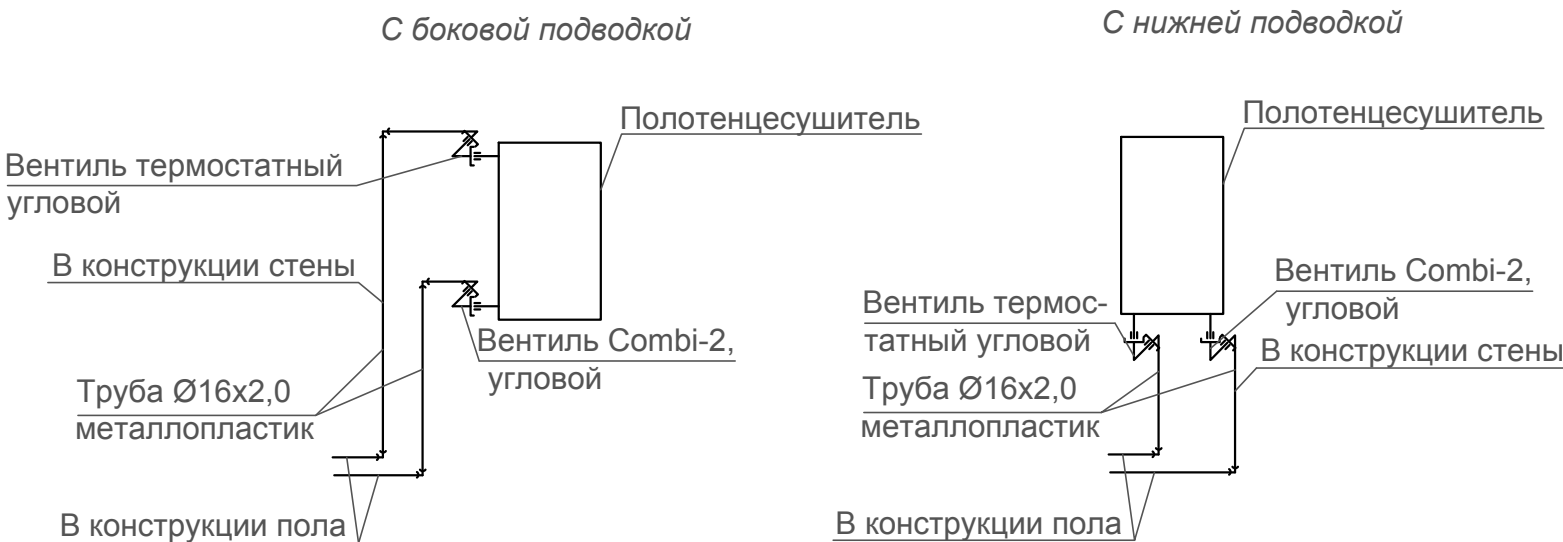 С боковой подводкой
Полотенцесушитель
Вентиль термостатный
угловой
В конструкции стены
Вентиль Combi-2,
угловой
Труба Ø16х2,0
металлопластик
В конструкции пола
С нижней подводкой
Полотенцесушитель
Вентиль Combi-2,
угловой
Вентиль термос-
татный угловой
В конструкции стены
Труба Ø16х2,0
металлопластик
В конструкции пола